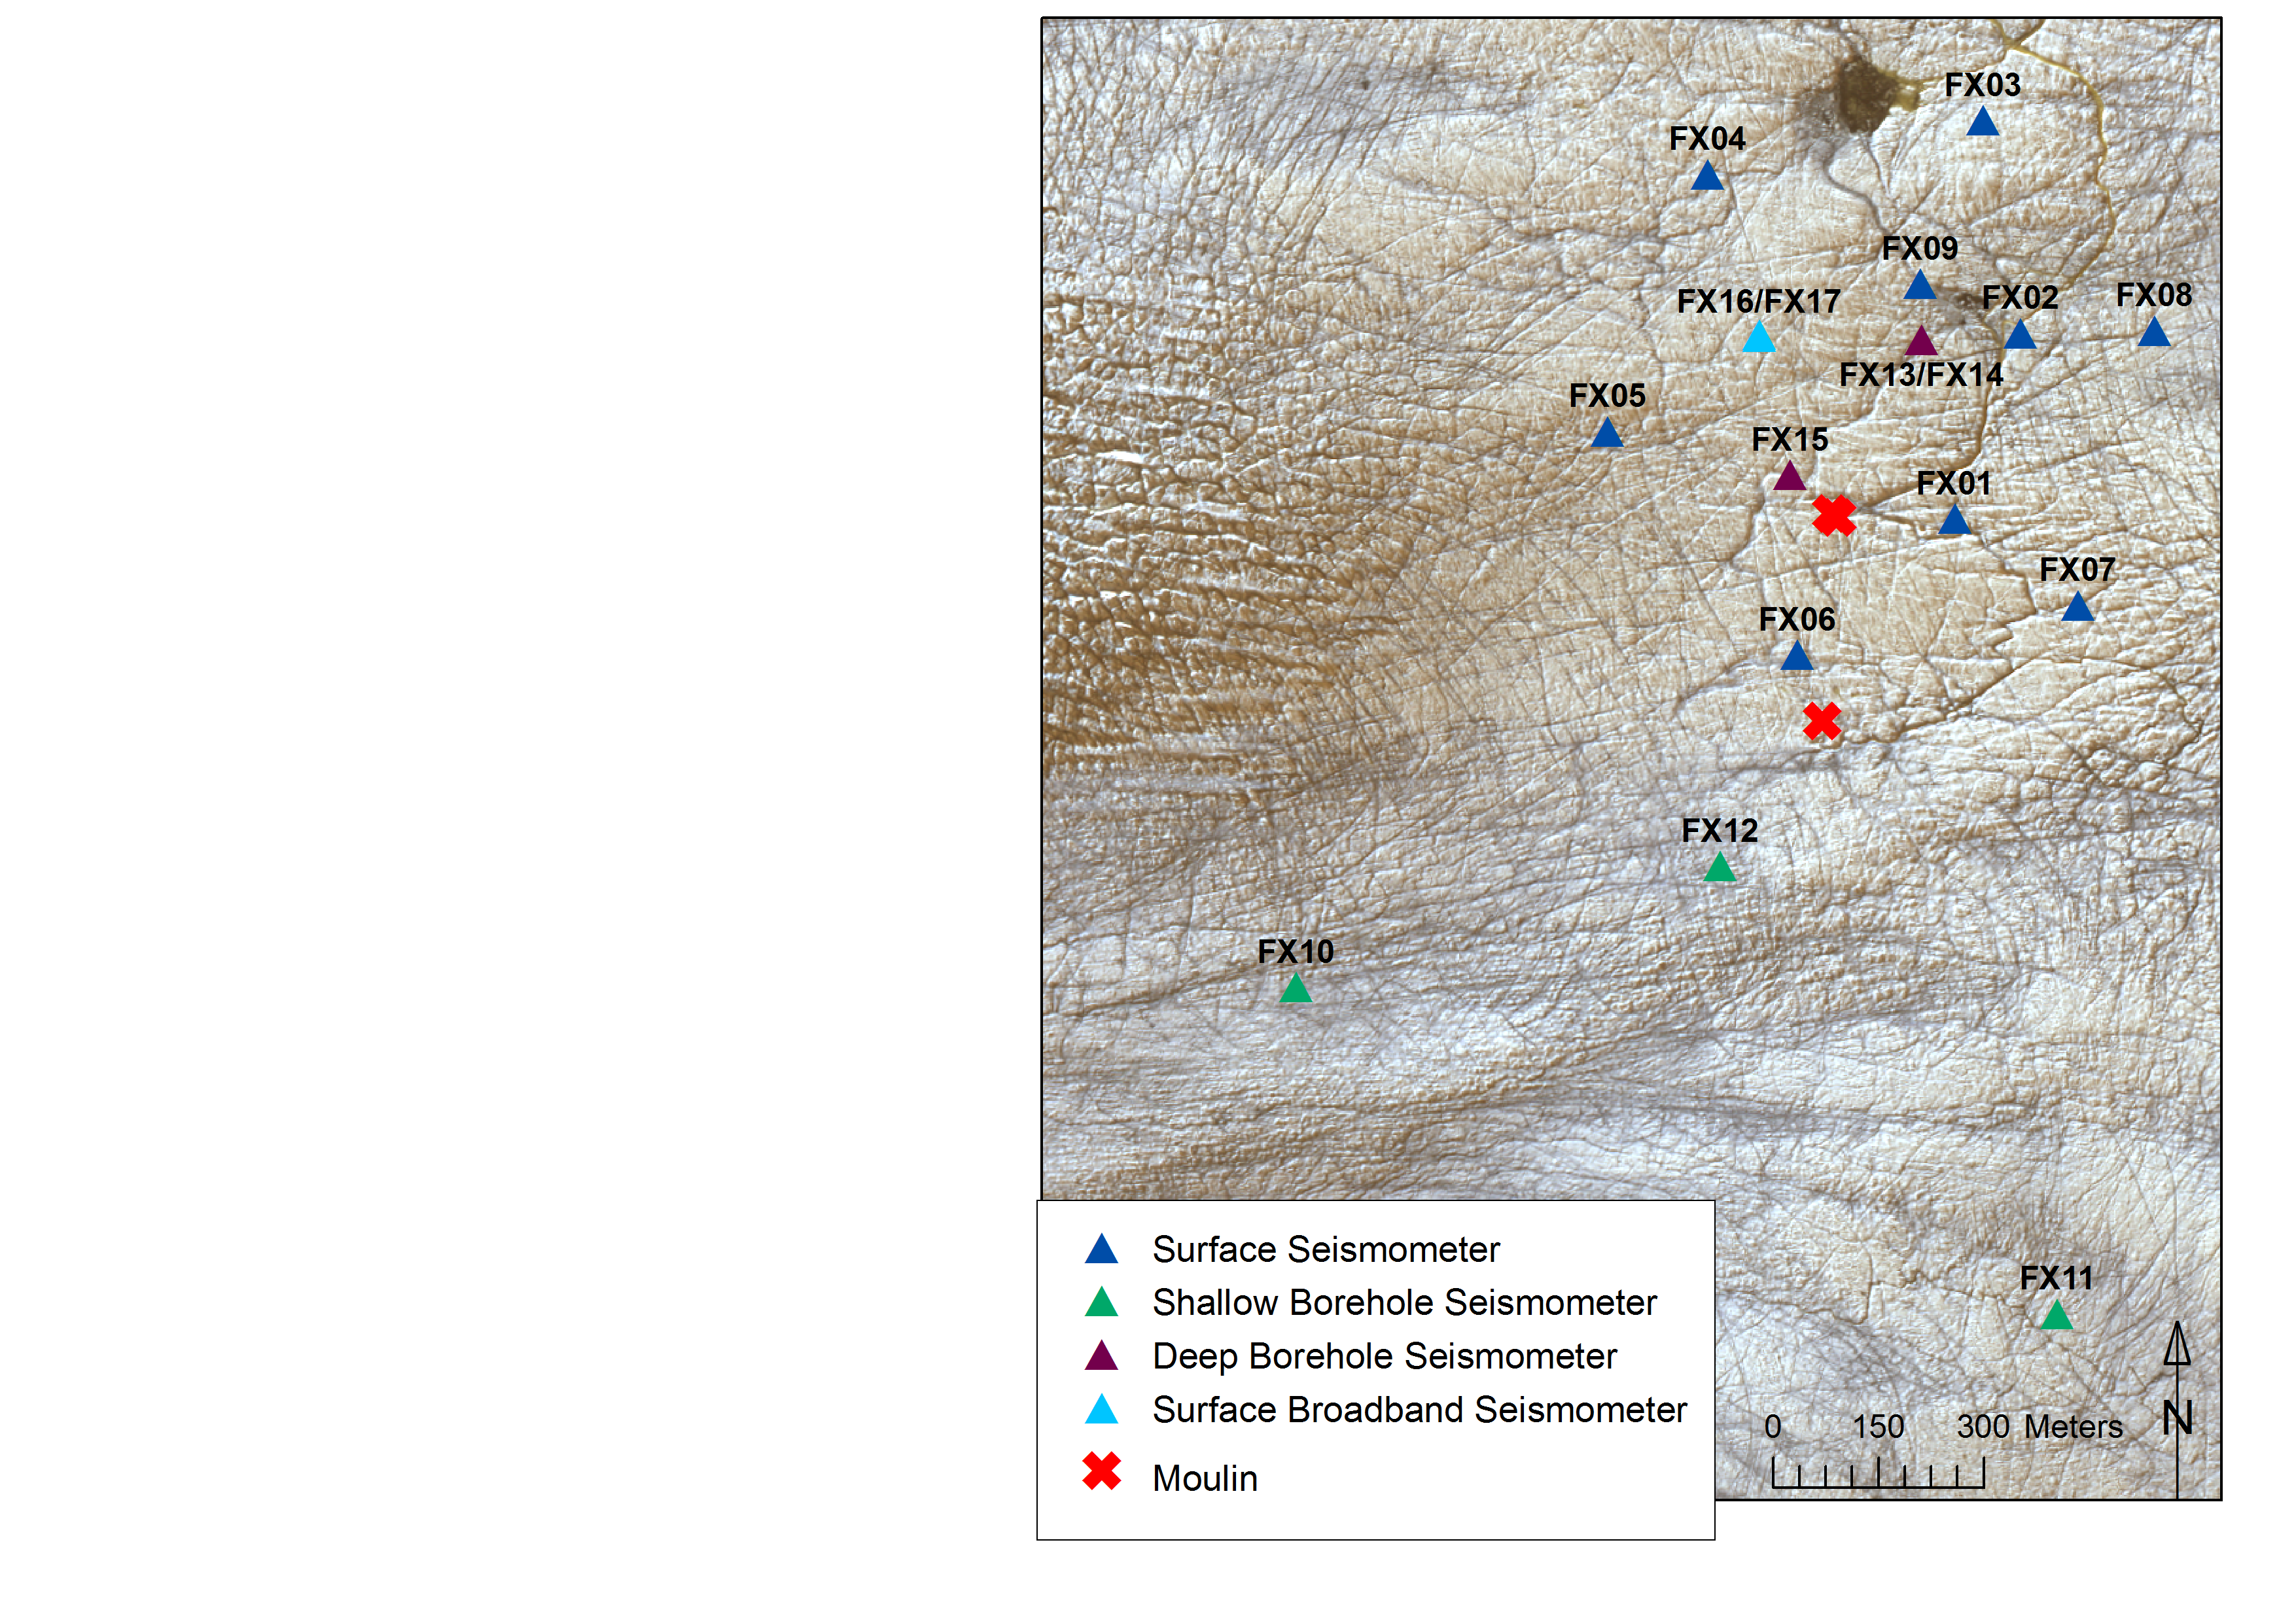 FX03
FX04
FX09
FX16/FX17
FX02
FX08
FX13/FX14
FX05
FX15
FX01
FX07
FX06
FX12
FX10
FX11
Surface Seismometer
Shallow Borehole Seismometer
Deep Borehole Seismometer
Surface Broadband Seismometer
Moulin
0 150 300 Meters
N